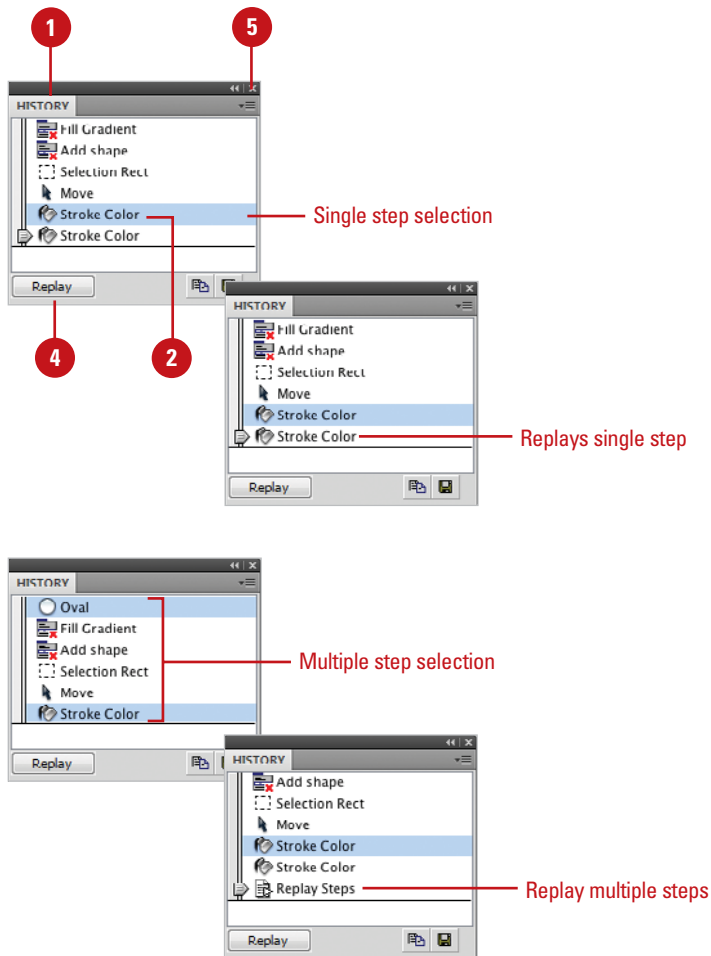 1
5
HISTORY
Fill Gradient
Add shape
Selection Rect
Move
Stroke Color
Single step selection
Stroke Color
Replay
4
2
HISTORY
Fill Gradient
Add shape
Selection Rect
Move
Stroke Color
Stroke Color
Replays single step
Replay
HISTORY
Oval
Fill Gradient
Add shape
Multiple step selection
Selection Rect
Move
Stroke Color
Replay
HISTORY
Add shape
Selection Rect
Move
Stroke Color
Stroke Color
Replay Steps
Replay multiple steps
Replay